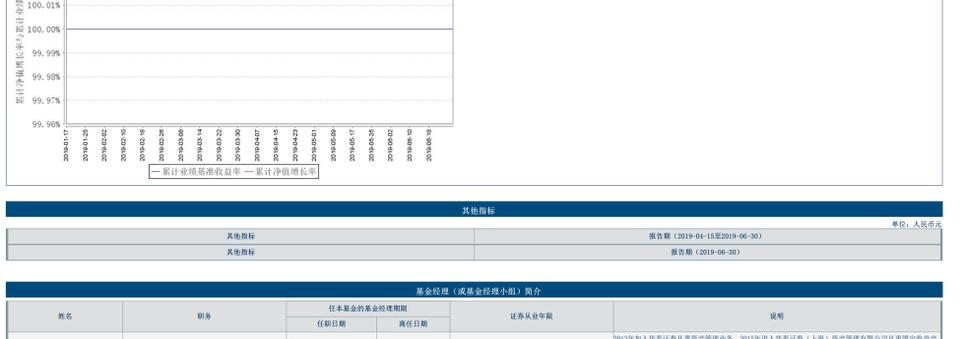 累计净值增长率与累计业绩
100.01%
100.00%
99.99%
99.98%
99.97%
99.96%
2019-01-17
2019-01-25
2019-02-02
2019-02-10
2019-02-18
2019-02-26
2019-03-06
2019-03-14
2019-03-22
2019-03-30
2019-04-07
2019-04-15
2019-04-23
2019-05-01
2019-05-09
2019-05-17
2019-05-25
2019-06-02
2019-06-10
2019-06-18
累计业绩基准收益率 累计净值增长率
其他指标
单位：人民币元
其他指标 报告期（2019-04-15至2019-06-30）
其他指标 报告期（2019-06-30）
基金经理（或基金经理小组）简介
姓名 职务 任本基金的基金经理期限 证券从业年限 说明
任职日期 离任日期